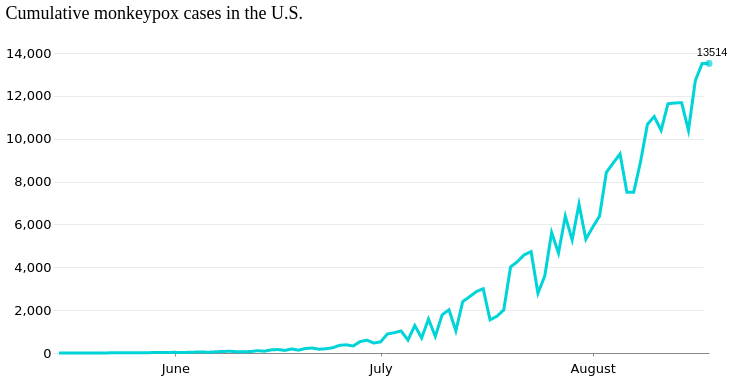 Cumulative monkeypox cases in the U.S.
13514
14,000
12,000
10,000
8,000
6,000
4,000
2,000
0
June
July
August